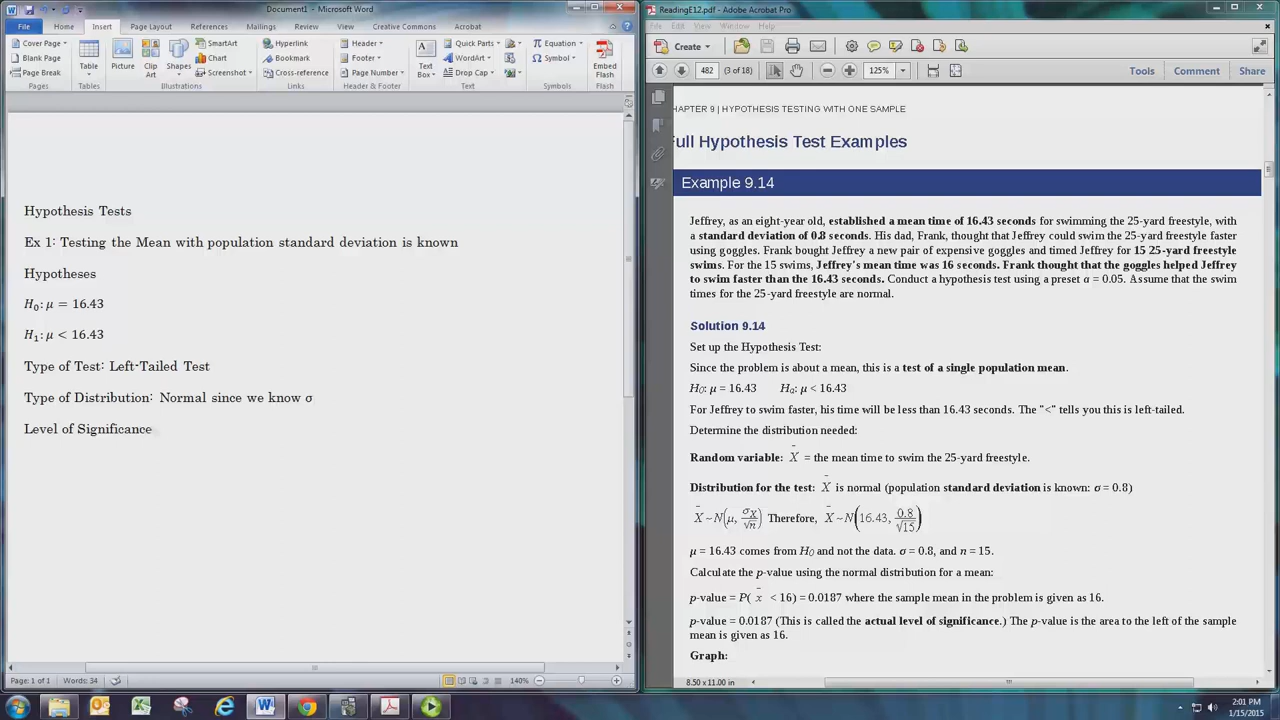 Document1 - Microsoft Word
File Home Insert Page Layout References Mailings Review View Creative Commons Acrobat
Cover Page
Blank Page
Page Break
Pages
Table
Tables
Picture
Clip Art
Shapes
SmartArt
Chart
Screenshot
Illustrations
Hyperlink
Bookmark
Cross-reference
Links
Header
Footer
Page Number
Header & Footer
Text Box
Quick Parts
WordArt
Drop Cap
Text
Equation
Symbol
Symbols
Embed Flash
Flash
Hypothesis Tests
Ex 1: Testing the Mean with population standard deviation is known
Hypotheses
H₀: μ = 16.43
H₁: μ < 16.43
Type of Test: Left-Tailed Test
Type of Distribution: Normal since we know σ
Level of Significance
Page: 1 of 1 Words: 34 140%
ReadingE12.pdf - Adobe Acrobat Pro
File Edit View Window Help
Create
482 (3 of 18) 125% Tools Comment Share
HAPTER 9 | HYPOTHESIS TESTING WITH ONE SAMPLE
Full Hypothesis Test Examples
Example 9.14
Jeffrey, as an eight-year old, established a mean time of 16.43 seconds for swimming the 25-yard freestyle, with
a standard deviation of 0.8 seconds. His dad, Frank, thought that Jeffrey could swim the 25-yard freestyle faster
using goggles. Frank bought Jeffrey a new pair of expensive goggles and timed Jeffrey for 15 25-yard freestyle
swims. For the 15 swims, Jeffrey's mean time was 16 seconds. Frank thought that the goggles helped Jeffrey
to swim faster than the 16.43 seconds. Conduct a hypothesis test using a preset α = 0.05. Assume that the swim
times for the 25-yard freestyle are normal.
Solution 9.14
Set up the Hypothesis Test:
Since the problem is about a mean, this is a test of a single population mean.
H₀: μ = 16.43 Hₐ: μ < 16.43
For Jeffrey to swim faster, his time will be less than 16.43 seconds. The "<" tells you this is left-tailed.
Determine the distribution needed:
Random variable: X̄ = the mean time to swim the 25-yard freestyle.
Distribution for the test: X̄ is normal (population standard deviation is known: σ = 0.8)
X̄ ~ N(μ, σX/√n) Therefore, X̄ ~ N(16.43, 0.8/√15)
μ = 16.43 comes from H₀ and not the data. σ = 0.8, and n = 15.
Calculate the p-value using the normal distribution for a mean:
p-value = P( x̄ < 16) = 0.0187 where the sample mean in the problem is given as 16.
p-value = 0.0187 (This is called the actual level of significance.) The p-value is the area to the left of the sample
mean is given as 16.
Graph:
8.50 x 11.00 in
2:01 PM
1/15/2015